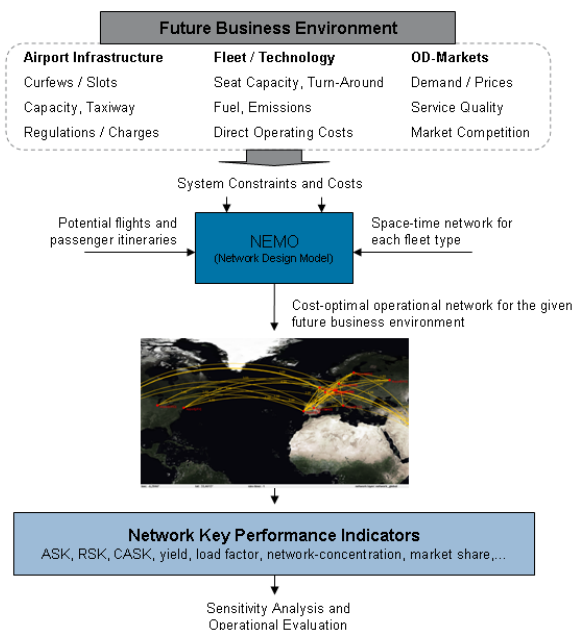 Future Business Environment
Airport Infrastructure
Fleet / Technology
OD-Markets
Curfews / Slots
Seat Capacity, Turn-Around
Demand / Prices
Capacity, Taxiway
Fuel, Emissions
Service Quality
Regulations / Charges
Direct Operating Costs
Market Competition
System Constraints and Costs
Potential flights and
passenger itineraries
NEMO
(Network Design Model)
Space-time network for
each fleet type
Cost-optimal operational network for the given
future business environment
Network Key Performance Indicators
ASK, RSK, CASK, yield, load factor, network-concentration, market share,...
Sensitivity Analysis and
Operational Evaluation